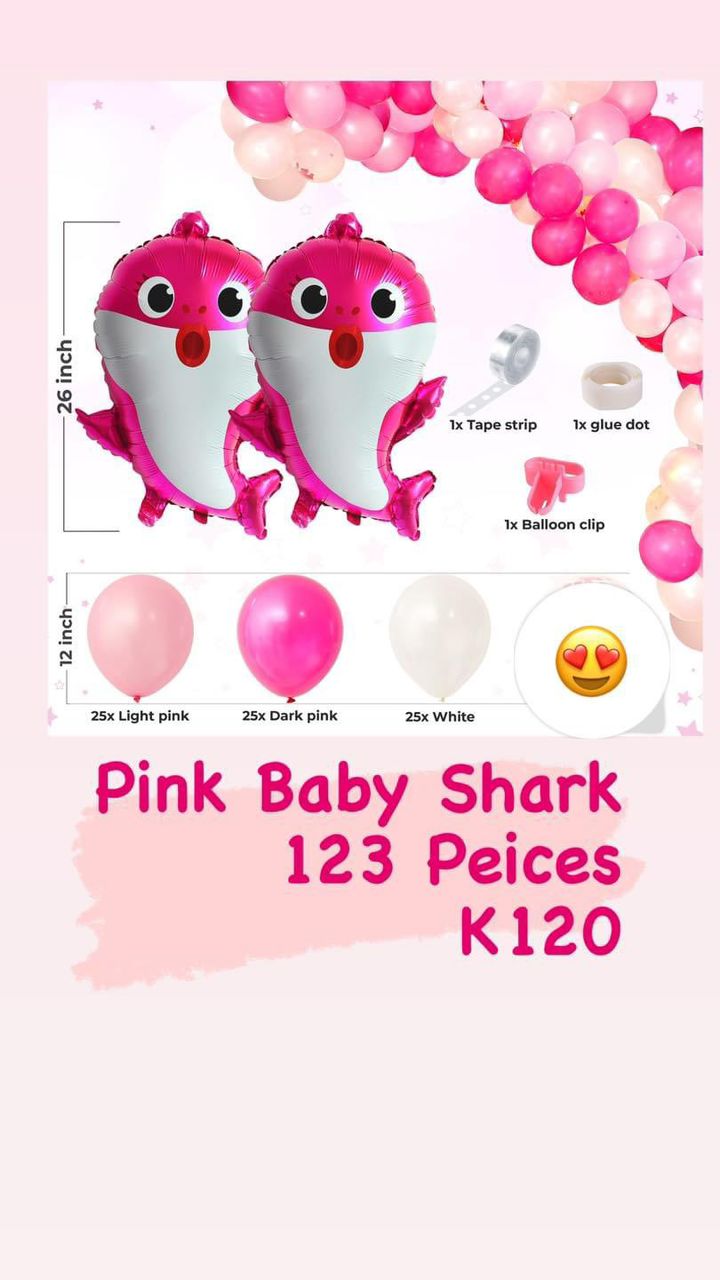 26 inch
1x Tape strip
1x glue dot
1x Balloon clip
12 inch
25x Light pink
25x Dark pink
25x White
Pink Baby Shark
123 Peices
K120